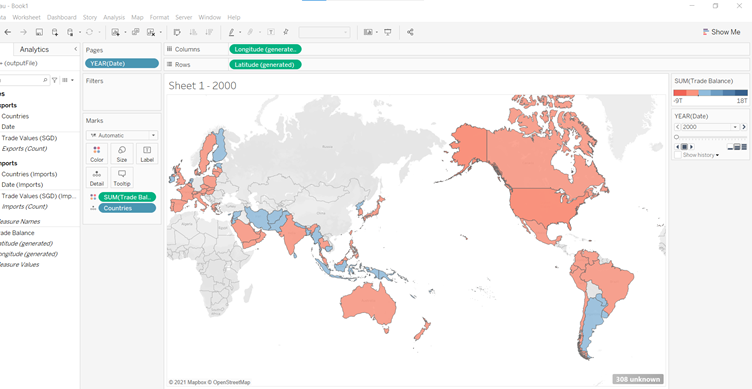 au - Book1
ata Worksheet Dashboard Story Analysis Map Format Server Window Help
Show Me
Analytics
+ (outputFile)
xports
Countries
Date
Trade Values (SGD)
Exports (Count)
mports
Countries (Imports)
Date (Imports)
Trade Values (SGD) (Imp...
Imports (Count)
easure Names
rade Balance
atitude (generated)
ongitude (generated)
easure Values
Pages
YEAR(Date)
Filters
Marks
Automatic
Color
Size
Label
Detail
Tooltip
SUM(Trade Bal..
Countries
Columns
Longitude (generate..
Rows
Latitude (generated)
Sheet 1 - 2000
© 2021 Mapbox © OpenStreetMap
308 unknown
SUM(Trade Balance)
-9T 18T
YEAR(Date)
2000
Show history